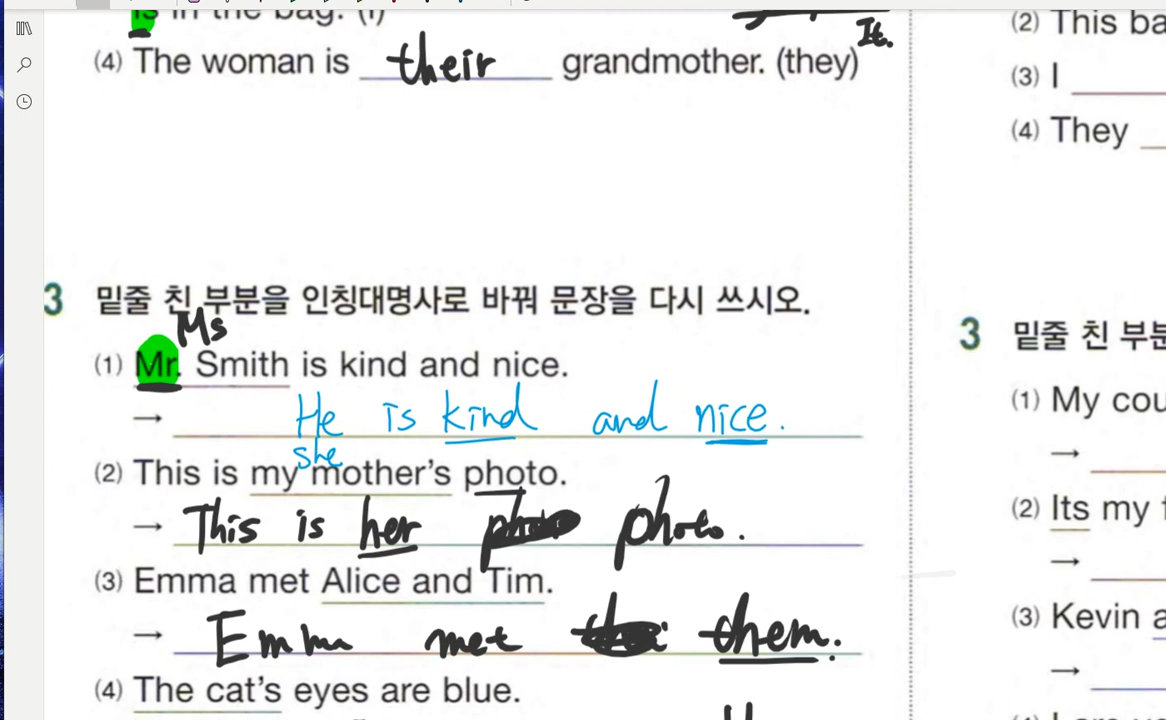 is in the bag. (I)
It.
(4) The woman is their grandmother. (they)
3 밑줄 친 부분을 인칭대명사로 바꿔 문장을 다시 쓰시오.
Ms
(1) Mr. Smith is kind and nice.
→ He is kind and nice.
she
(2) This is my mother's photo.
→ This is her photo.
(3) Emma met Alice and Tim.
→ Emma met them.
(4) The cat's eyes are blue.
(2) This ba
(3) I
(4) They
3 밑줄 친 부분
(1) My cou
→
(2) Its my
→
(3) Kevin a
→